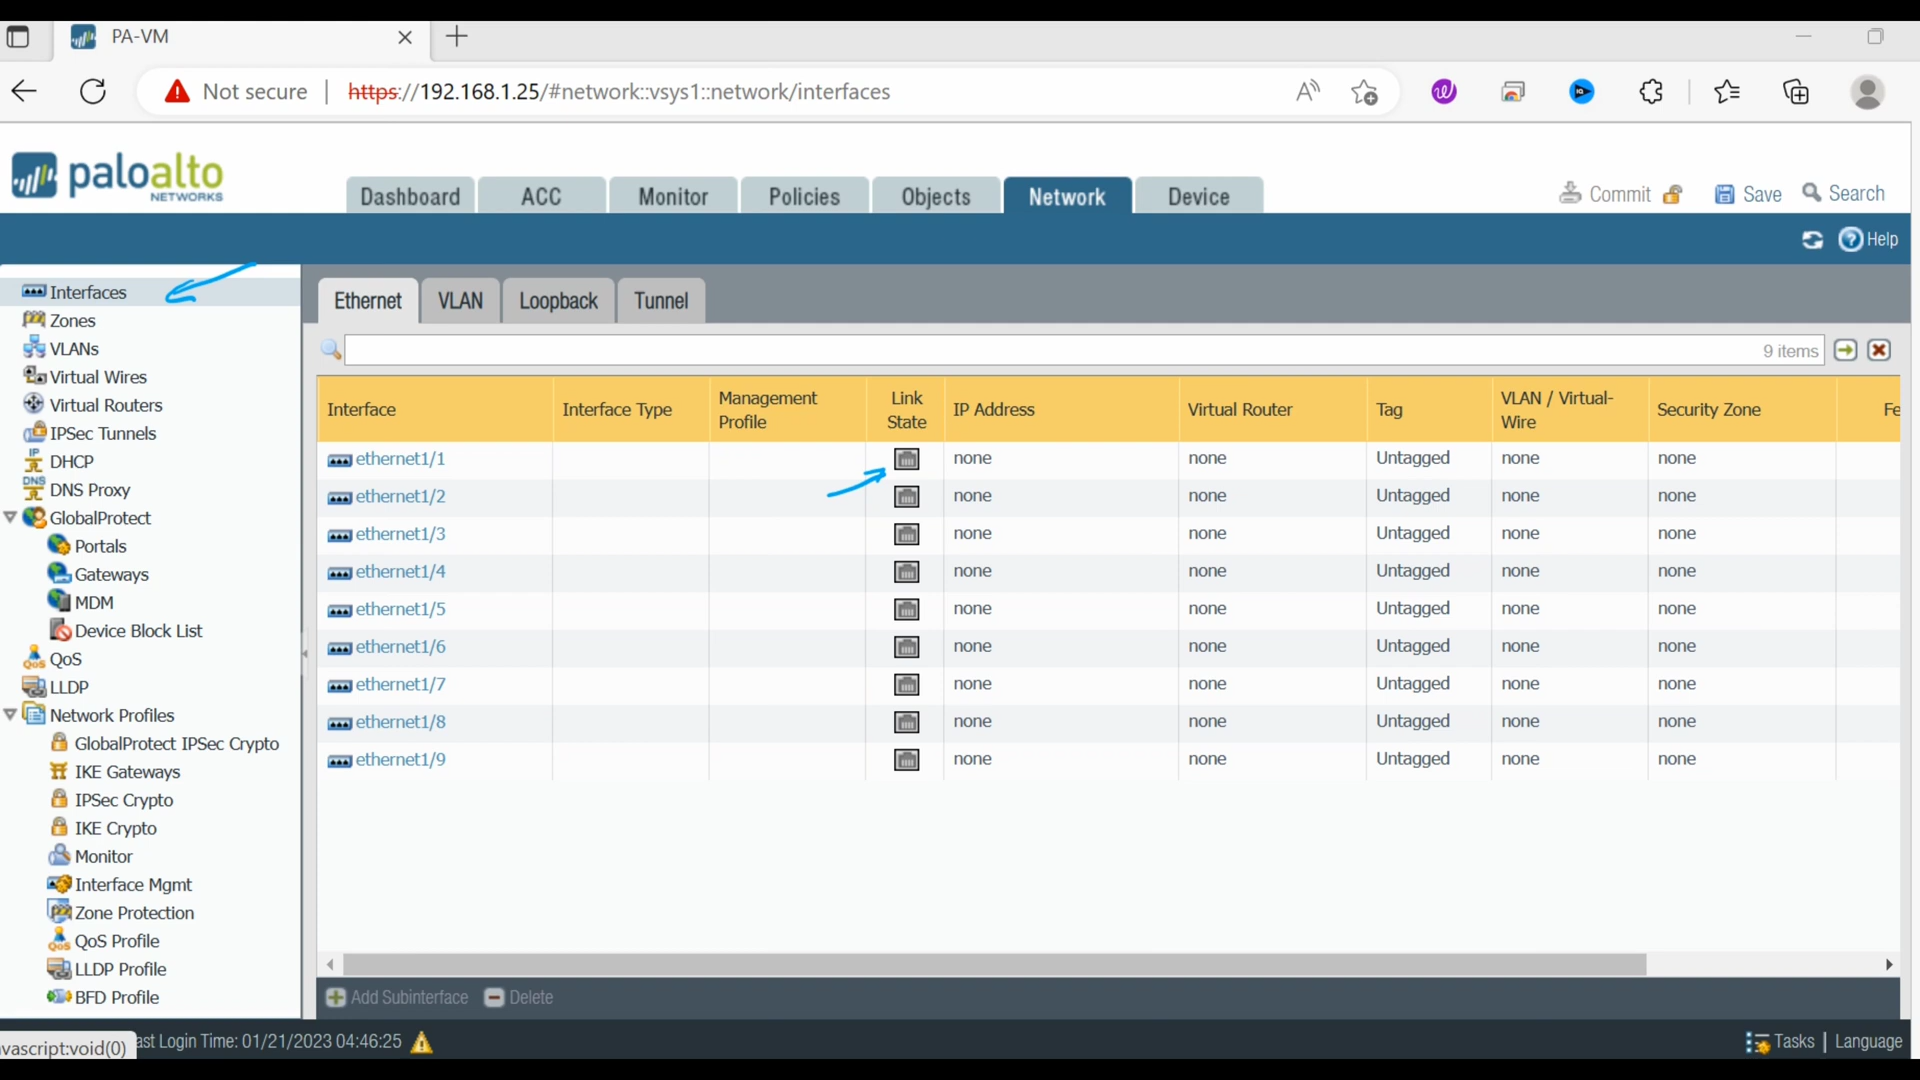 PA-VM
Not secure | https://192.168.1.25/#network::vsys1::network/interfaces
paloalto NETWORKS
Dashboard ACC Monitor Policies Objects Network Device
Commit Save Search
Help
Interfaces
Zones
VLANs
Virtual Wires
Virtual Routers
IPSec Tunnels
DHCP
DNS Proxy
GlobalProtect
Portals
Gateways
MDM
Device Block List
QoS
LLDP
Network Profiles
GlobalProtect IPSec Crypto
IKE Gateways
IPSec Crypto
IKE Crypto
Monitor
Interface Mgmt
Zone Protection
QoS Profile
LLDP Profile
BFD Profile
Ethernet VLAN Loopback Tunnel
9 items
Interface Interface Type Management Profile Link State IP Address Virtual Router Tag VLAN / Virtual-Wire Security Zone Fe
ethernet1/1 none none Untagged none none
ethernet1/2 none none Untagged none none
ethernet1/3 none none Untagged none none
ethernet1/4 none none Untagged none none
ethernet1/5 none none Untagged none none
ethernet1/6 none none Untagged none none
ethernet1/7 none none Untagged none none
ethernet1/8 none none Untagged none none
ethernet1/9 none none Untagged none none
Add Subinterface Delete
vascript:void(0) ast Login Time: 01/21/2023 04:46:25
Tasks | Language